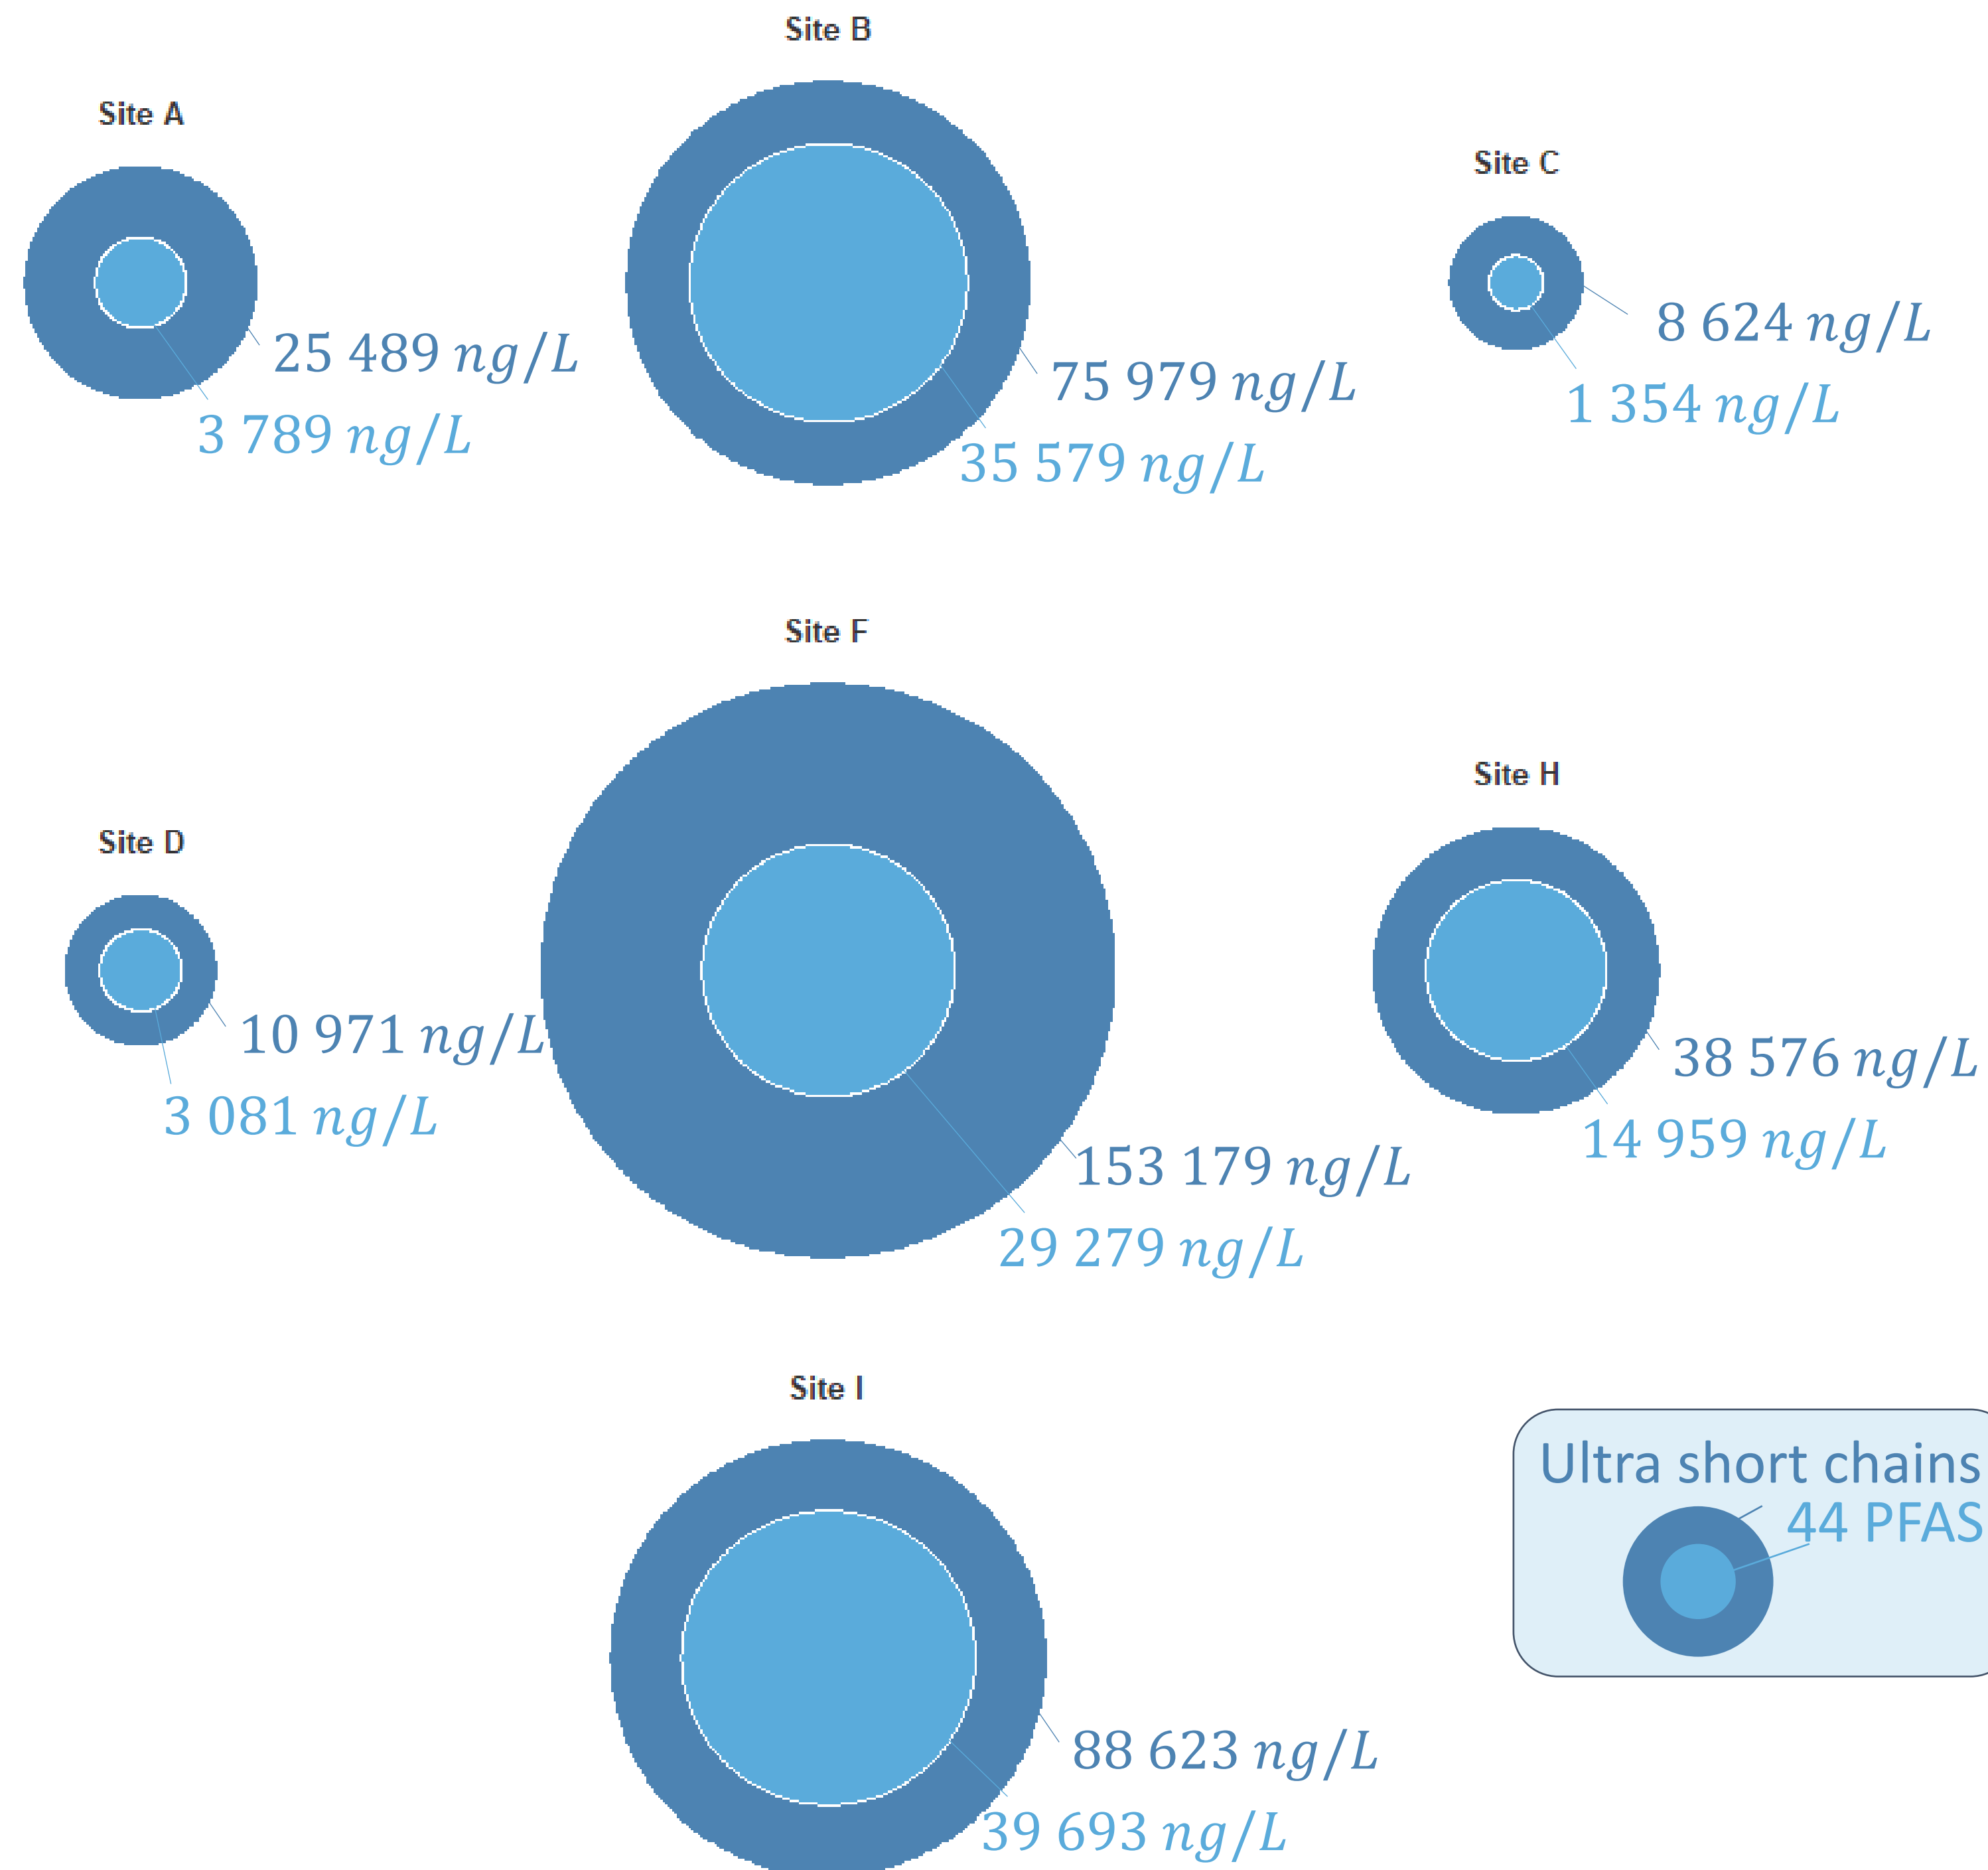 Site A
25 489 ng/L
3 789 ng/L
Site B
75 979 ng/L
35 579 ng/L
Site C
8 624 ng/L
1 354 ng/L
Site D
10 971 ng/L
3 081 ng/L
Site F
153 179 ng/L
29 279 ng/L
Site H
38 576 ng/L
14 959 ng/L
Site I
88 623 ng/L
39 693 ng/L
Ultra short chains
44 PFAS